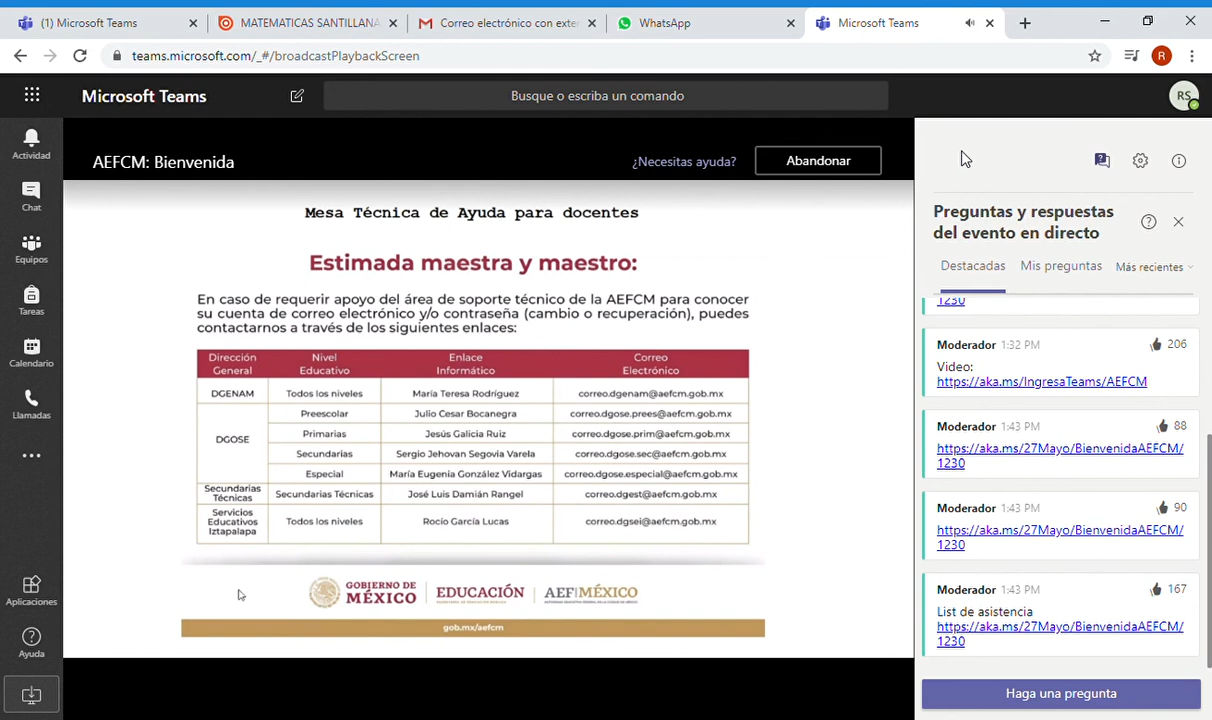 (1) Microsoft Teams
MATEMATICAS SANTILLANA
Correo electrónico con exter
WhatsApp
Microsoft Teams
teams.microsoft.com/_#/broadcastPlaybackScreen
R
Microsoft Teams
Busque o escriba un comando
RS
Actividad
Chat
Equipos
Tareas
Calendario
Llamadas
Aplicaciones
Ayuda
AEFCM: Bienvenida
¿Necesitas ayuda?
Abandonar
Mesa Técnica de Ayuda para docentes
Estimada maestra y maestro:
En caso de requerir apoyo del área de soporte técnico de la AEFCM para conocer
su cuenta de correo electrónico y/o contraseña (cambio o recuperación), puedes
contactarnos a través de los siguientes enlaces:
Dirección General Nivel Educativo Enlace Informático Correo Electrónico
DGENAM Todos los niveles María Teresa Rodríguez correo.dgenam@aefcm.gob.mx
DGOSE Preescolar Julio Cesar Bocanegra correo.dgose.prees@aefcm.gob.mx
Primarias Jesús Galicia Ruiz correo.dgose.prim@aefcm.gob.mx
Secundarias Sergio Jehovan Segovia Varela correo.dgose.sec@aefcm.gob.mx
Especial María Eugenia González Vidargas correo.dgose.especial@aefcm.gob.mx
Secundarias Técnicas Secundarias Técnicas José Luis Damián Rangel correo.dgest@aefcm.gob.mx
Servicios Educativos Iztapalapa Todos los niveles Rocío García Lucas correo.dgsei@aefcm.gob.mx
GOBIERNO DE
MÉXICO
EDUCACIÓN
AEFMÉXICO
gob.mx/aefcm
Preguntas y respuestas
del evento en directo
Destacadas
Mis preguntas
Más recientes
1230
Moderador 1:32 PM 206
Video:
https://aka.ms/IngresaTeams/AEFCM
Moderador 1:43 PM 88
https://aka.ms/27Mayo/BienvenidaAEFCM/
1230
Moderador 1:43 PM 90
https://aka.ms/27Mayo/BienvenidaAEFCM/
1230
Moderador 1:43 PM 167
List de asistencia
https://aka.ms/27Mayo/BienvenidaAEFCM/
1230
Haga una pregunta